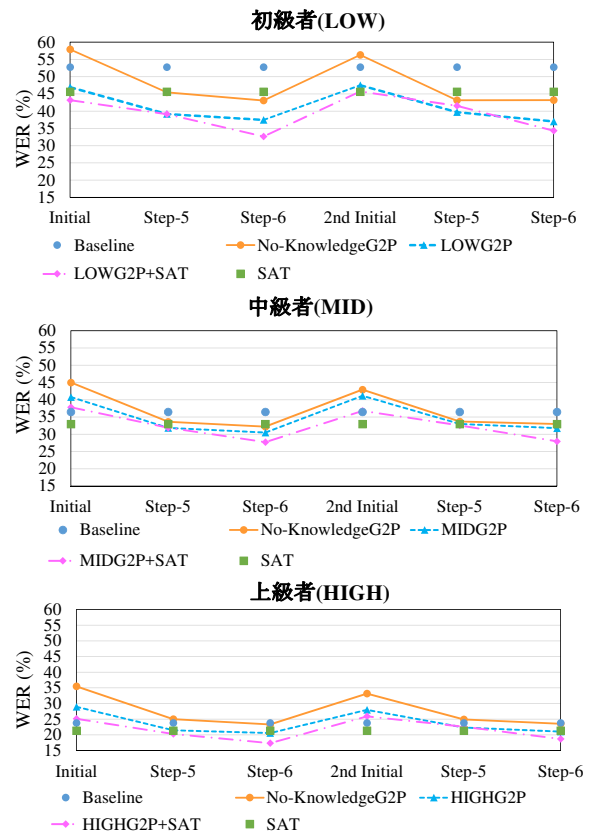 初級者(LOW)
WER (%)
60
55
50
45
40
35
30
25
20
15
Initial Step-5 Step-6 2nd Initial Step-5 Step-6
Baseline No-KnowledgeG2P LOWG2P
LOWG2P+SAT SAT
中級者(MID)
WER (%)
60
55
50
45
40
35
30
25
20
15
Initial Step-5 Step-6 2nd Initial Step-5 Step-6
Baseline No-KnowledgeG2P MIDG2P
MIDG2P+SAT SAT
上級者(HIGH)
WER (%)
60
55
50
45
40
35
30
25
20
15
Initial Step-5 Step-6 2nd Initial Step-5 Step-6
Baseline No-KnowledgeG2P HIGHG2P
HIGHG2P+SAT SAT